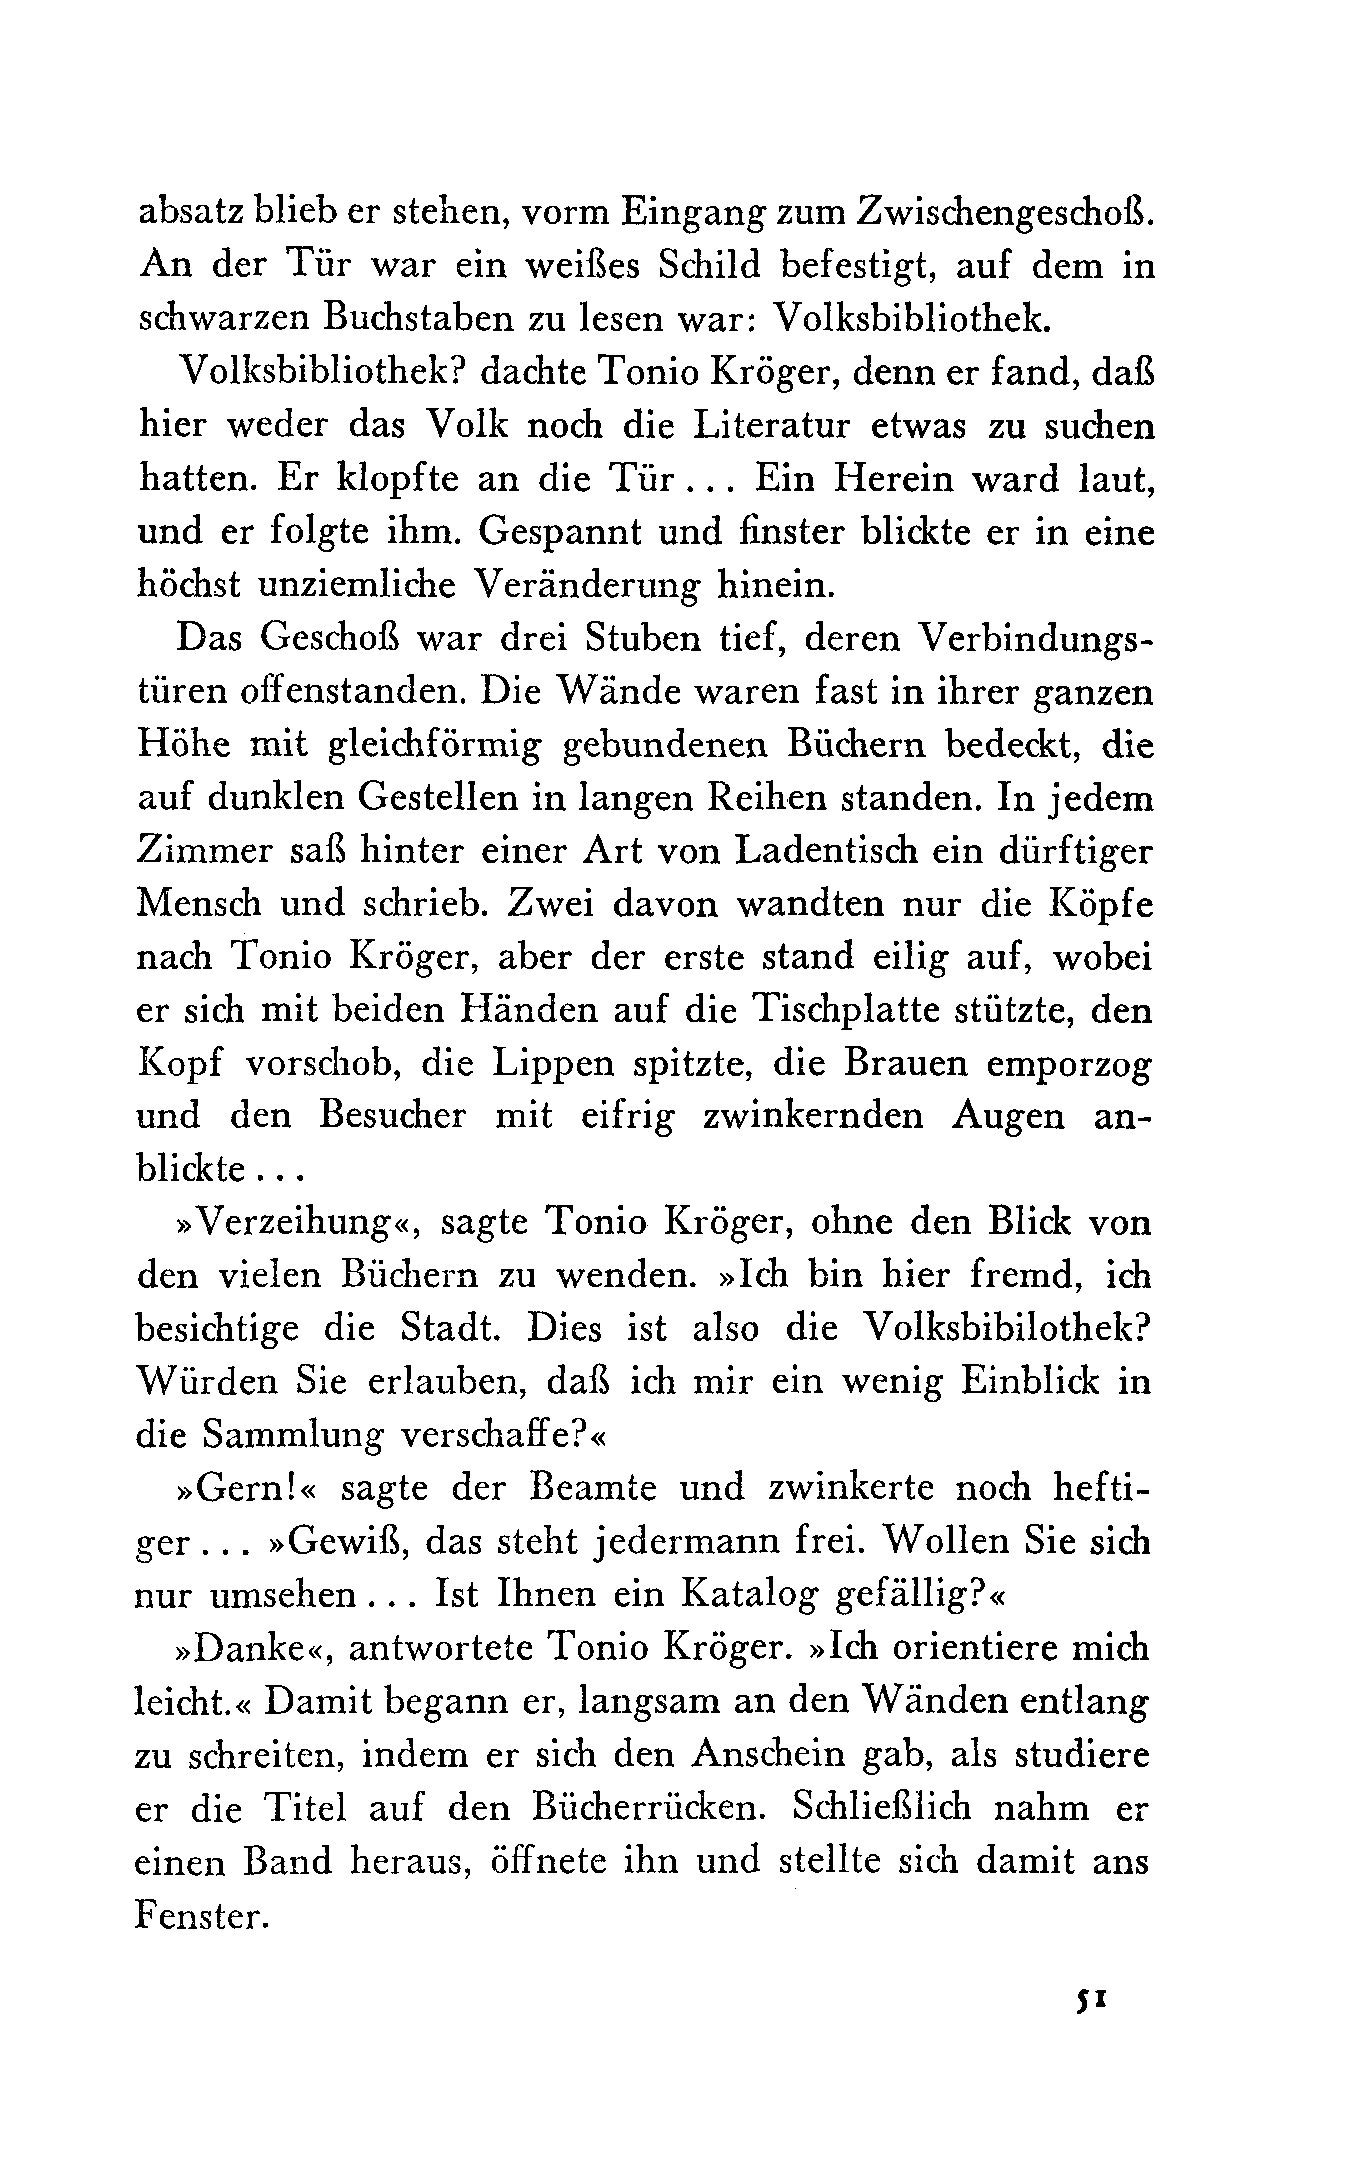 absatz blieb er stehen, vorm Eingang zum Zwischengeschoß.
An der Tür war ein weißes Schild befestigt, auf dem in
schwarzen Buchstaben zu lesen war: Volksbibliothek.
Volksbibliothek? dachte Tonio Kröger, denn er fand, daß
hier weder das Volk noch die Literatur etwas zu suchen
hatten. Er klopfte an die Tür . . . Ein Herein ward laut,
und er folgte ihm. Gespannt und finster blickte er in eine
höchst unziemliche Veränderung hinein.
Das Geschoß war drei Stuben tief, deren Verbindungs-
türen offenstanden. Die Wände waren fast in ihrer ganzen
Höhe mit gleichförmig gebundenen Büchern bedeckt, die
auf dunklen Gestellen in langen Reihen standen. In jedem
Zimmer saß hinter einer Art von Ladentisch ein dürftiger
Mensch und schrieb. Zwei davon wandten nur die Köpfe
nach Tonio Kröger, aber der erste stand eilig auf, wobei
er sich mit beiden Händen auf die Tischplatte stützte, den
Kopf vorschob, die Lippen spitzte, die Brauen emporzog
und den Besucher mit eifrig zwinkernden Augen an-
blickte . . .
»Verzeihung«, sagte Tonio Kröger, ohne den Blick von
den vielen Büchern zu wenden. »Ich bin hier fremd, ich
besichtige die Stadt. Dies ist also die Volksbibilothek?
Würden Sie erlauben, daß ich mir ein wenig Einblick in
die Sammlung verschaffe?«
»Gern!« sagte der Beamte und zwinkerte noch hefti-
ger . . . »Gewiß, das steht jedermann frei. Wollen Sie sich
nur umsehen . . . Ist Ihnen ein Katalog gefällig?«
»Danke«, antwortete Tonio Kröger. »Ich orientiere mich
leicht.« Damit begann er, langsam an den Wänden entlang
zu schreiten, indem er sich den Anschein gab, als studiere
er die Titel auf den Bücherrücken. Schließlich nahm er
einen Band heraus, öffnete ihn und stellte sich damit ans
Fenster.
51